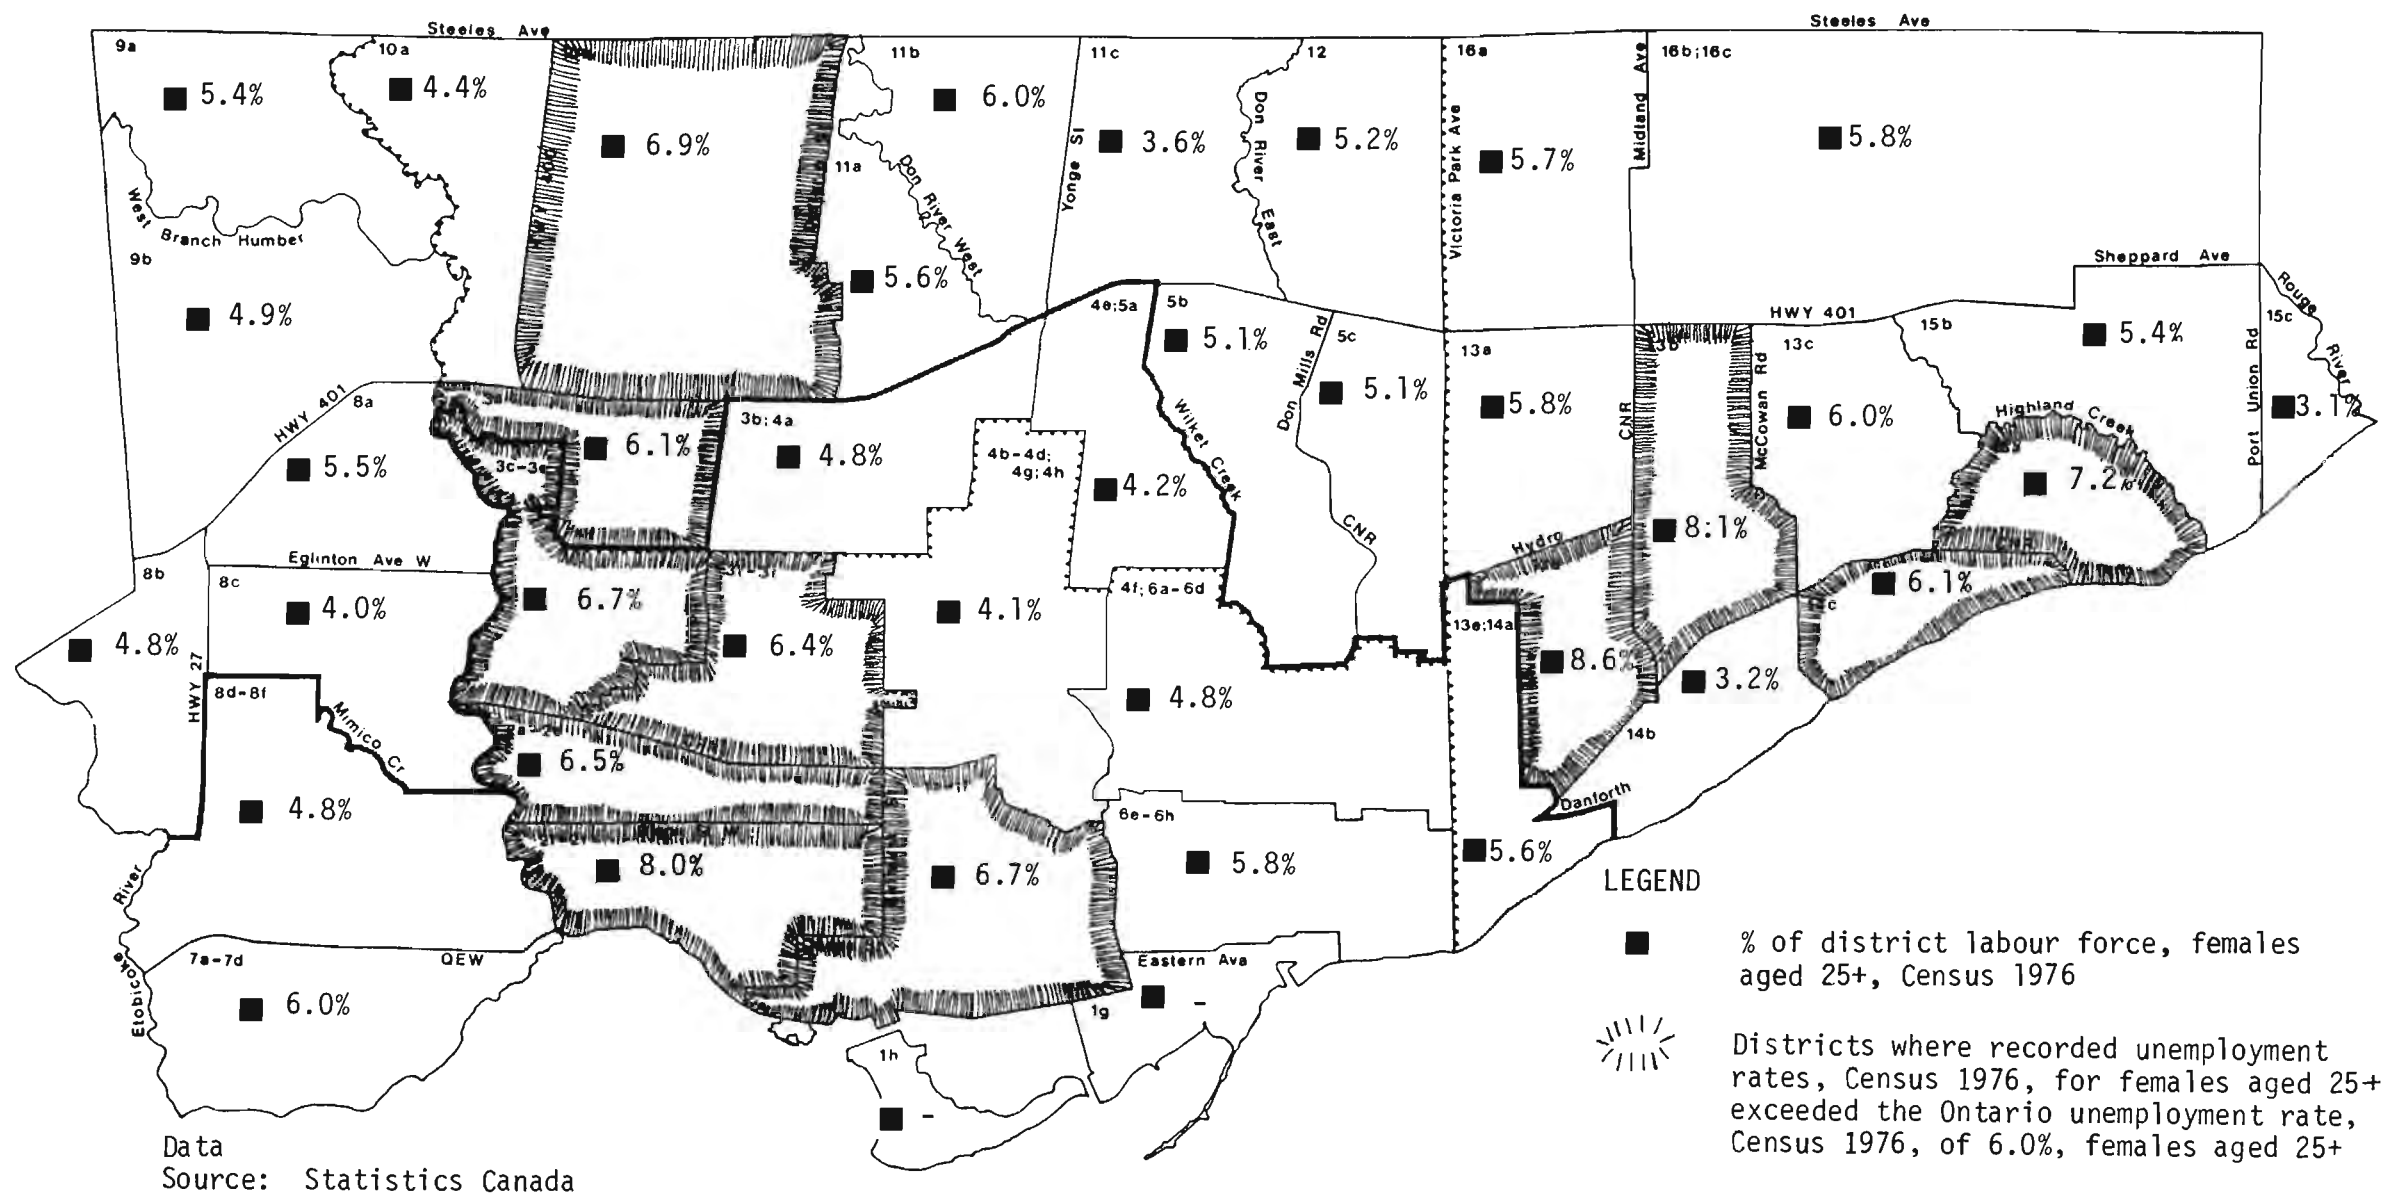 Steeles Ave
Steeles Ave
9a
10a
11b
11c
12
16a
16b;16c
5.4%
4.4%
6.9%
6.0%
3.6%
5.2%
5.7%
5.8%
Midland Ave
Victoria Park Ave
Don River East
Yonge St
11a
Don River West
5.6%
West Branch Humber
9b
4.9%
Sheppard Ave
Rouge River
15c
Port Union Rd
3.1%
HWY 401
15b
5.4%
4e;5a
5b
5.1%
Don Mills Rd
5c
5.1%
13a
5.8%
CNR
13b
McCowan Rd
13c
6.0%
Highland Creek
7.2%
HWY 401
8a
5.5%
3c-3e
6.1%
3b;4a
4.8%
4b-4d;
4g;4h
4.2%
Wilket Creek
CNR
Hydro
8:1%
CNR
6.1%
Eglinton Ave W
8b
8c
4.0%
4.8%
HWY 27
6.7%
6.4%
4.1%
4f;6a-6d
4.8%
13e;14a
8.6%
3.2%
14b
Danforth
8d-8f
Mimico Cr
4.8%
6.5%
8.0%
6.7%
6e-6h
5.8%
5.6%
Etobicoke River
7a-7d
QEW
6.0%
Eastern Ava
1g
–
1h
–
LEGEND
% of district labour force, females
aged 25+, Census 1976
Districts where recorded unemployment
rates, Census 1976, for females aged 25+
exceeded the Ontario unemployment rate,
Census 1976, of 6.0%, females aged 25+
Data
Source: Statistics Canada